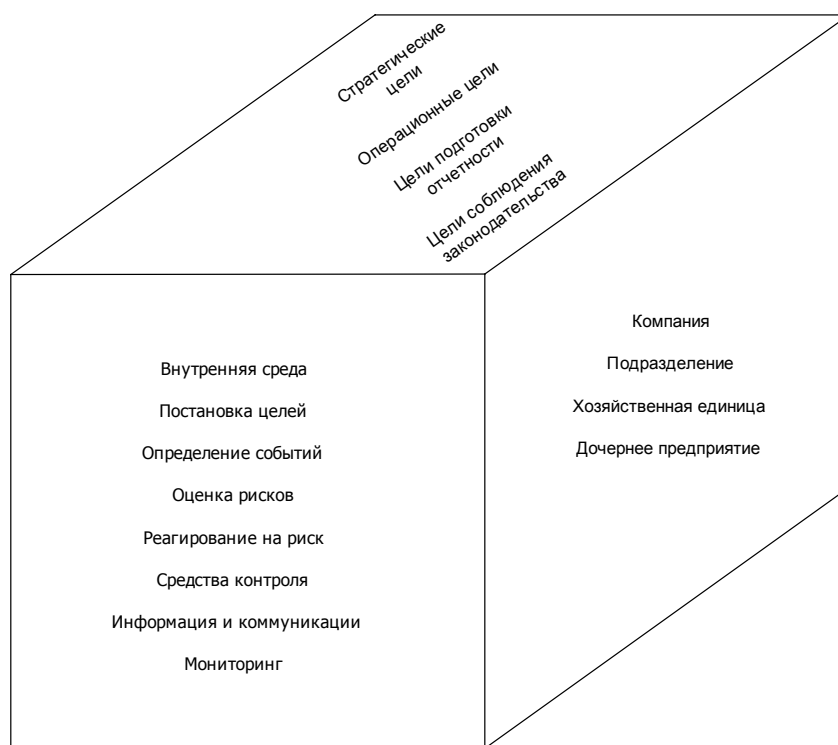 Стратегические
цели
Операционные цели
Цели подготовки
отчетности
Цели соблюдения
законодательства
Внутренняя среда
Постановка целей
Определение событий
Оценка рисков
Реагирование на риск
Средства контроля
Информация и коммуникации
Мониторинг
Компания
Подразделение
Хозяйственная единица
Дочернее предприятие